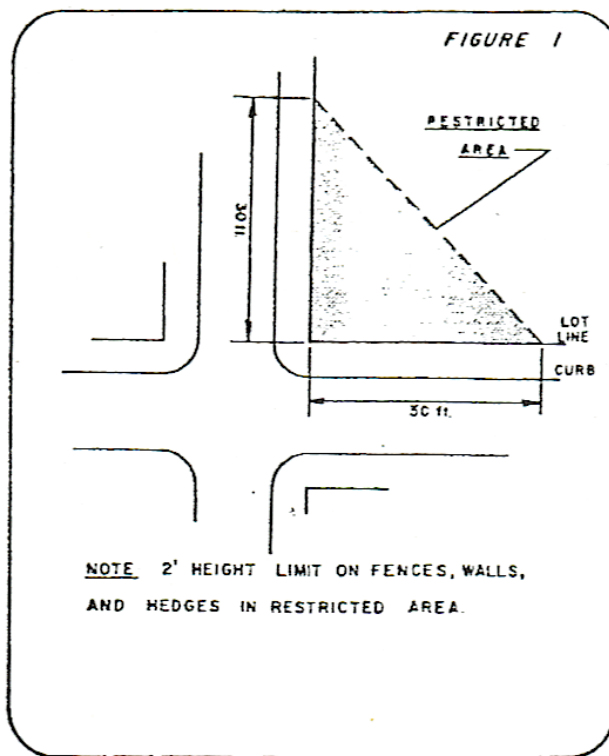 FIGURE 1
RESTRICTED
AREA
30 ft.
LOT
LINE
CURB
30 ft.
NOTE 2' HEIGHT LIMIT ON FENCES, WALLS,
AND HEDGES IN RESTRICTED AREA.